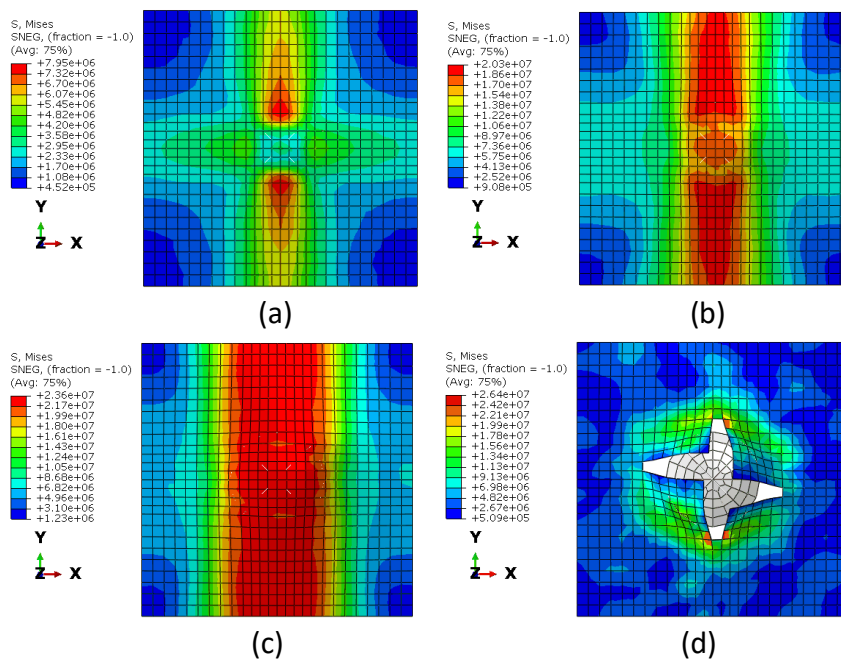 S, Mises
SNEG, (fraction = -1.0)
(Avg: 75%)
+7.95e+06
+7.32e+06
+6.70e+06
+6.07e+06
+5.45e+06
+4.82e+06
+4.20e+06
+3.58e+06
+2.95e+06
+2.33e+06
+1.70e+06
+1.08e+06
+4.52e+05
Y
Z X
(a)
S, Mises
SNEG, (fraction = -1.0)
(Avg: 75%)
+2.03e+07
+1.86e+07
+1.70e+07
+1.54e+07
+1.38e+07
+1.22e+07
+1.06e+07
+8.97e+06
+7.36e+06
+5.75e+06
+4.13e+06
+2.52e+06
+9.08e+05
Y
Z X
(b)
S, Mises
SNEG, (fraction = -1.0)
(Avg: 75%)
+2.36e+07
+2.17e+07
+1.99e+07
+1.80e+07
+1.61e+07
+1.43e+07
+1.24e+07
+1.05e+07
+8.68e+06
+6.82e+06
+4.96e+06
+3.10e+06
+1.23e+06
Y
Z X
(c)
S, Mises
SNEG, (fraction = -1.0)
(Avg: 75%)
+2.64e+07
+2.42e+07
+2.21e+07
+1.99e+07
+1.78e+07
+1.56e+07
+1.34e+07
+1.13e+07
+9.13e+06
+6.98e+06
+4.82e+06
+2.67e+06
+5.09e+05
Y
Z X
(d)